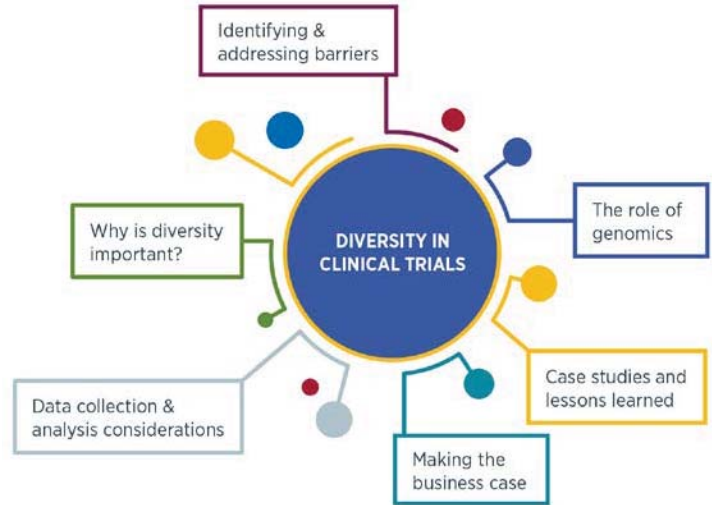 Identifying &
addressing barriers
The role of
genomics
Why is diversity
important?
DIVERSITY IN
CLINICAL TRIALS
Case studies and
lessons learned
Data collection &
analysis considerations
Making the
business case